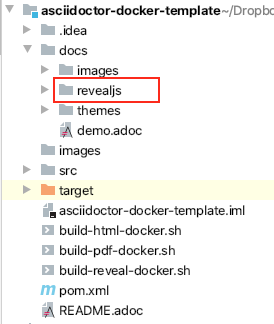 asciidoctor-docker-template ~/Dropbo
.idea
docs
images
revealjs
themes
demo.adoc
images
src
target
asciidoctor-docker-template.iml
build-html-docker.sh
build-pdf-docker.sh
build-reveal-docker.sh
pom.xml
README.adoc